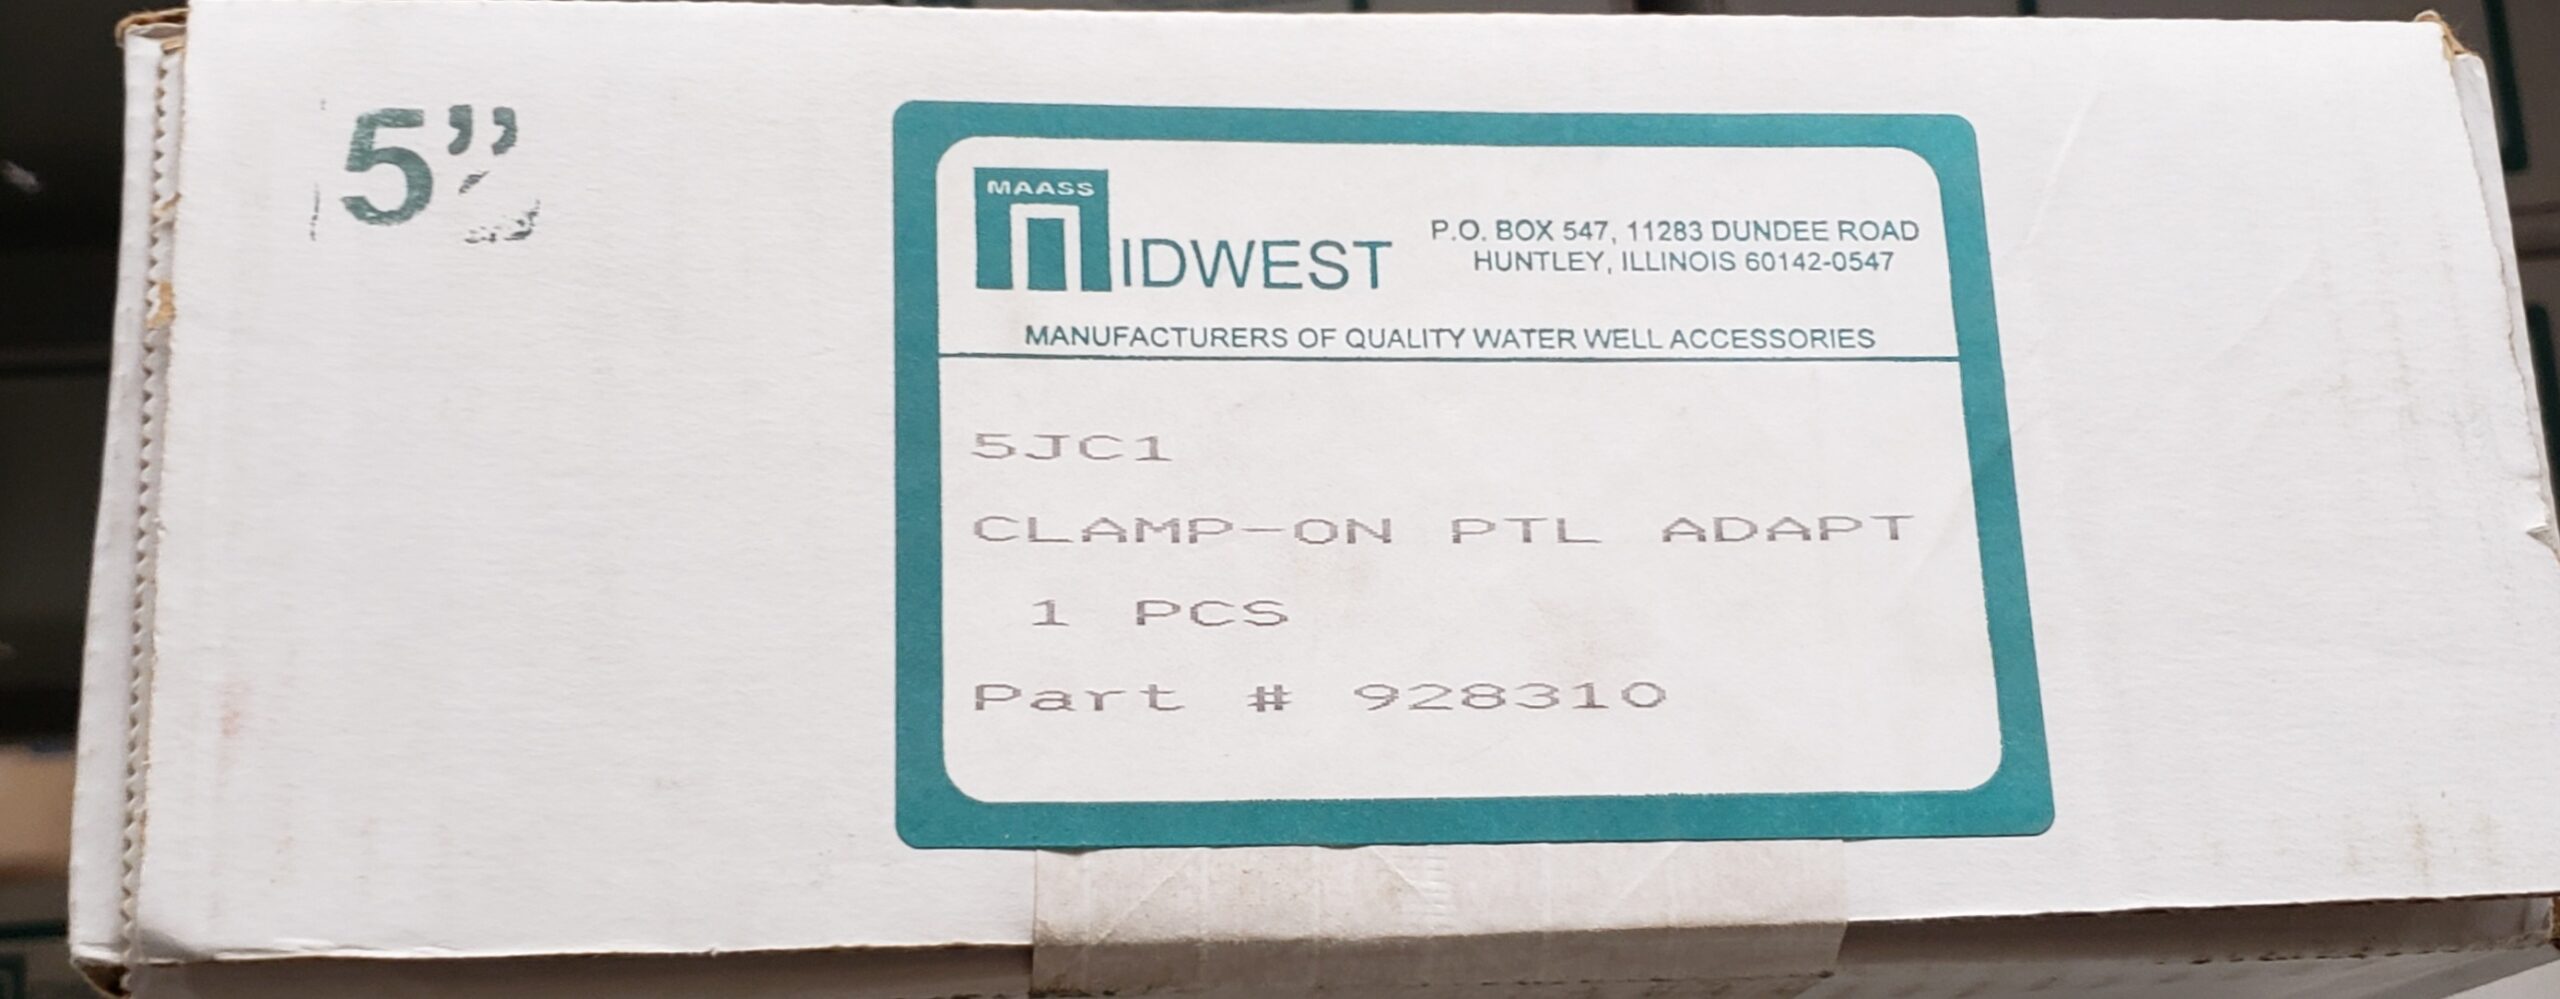 5”
MAASS
MIDWEST
P.O. BOX 547, 11283 DUNDEE ROAD
HUNTLEY, ILLINOIS 60142-0547
MANUFACTURERS OF QUALITY WATER WELL ACCESSORIES
5JC1
CLAMP-ON PTL ADAPT
1 PCS
Part # 928310